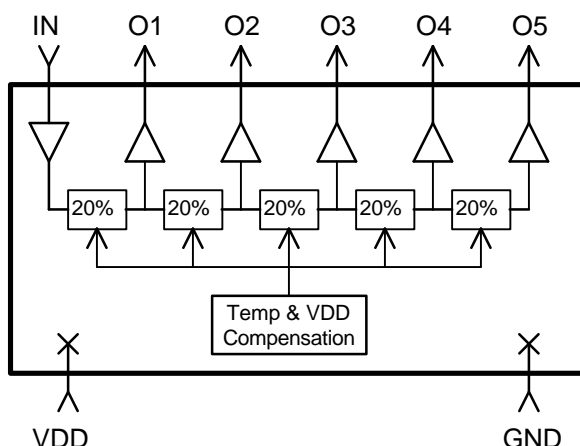 IN O1 O2 O3 O4 O5
20% 20% 20% 20% 20%
Temp & VDD
Compensation
VDD GND